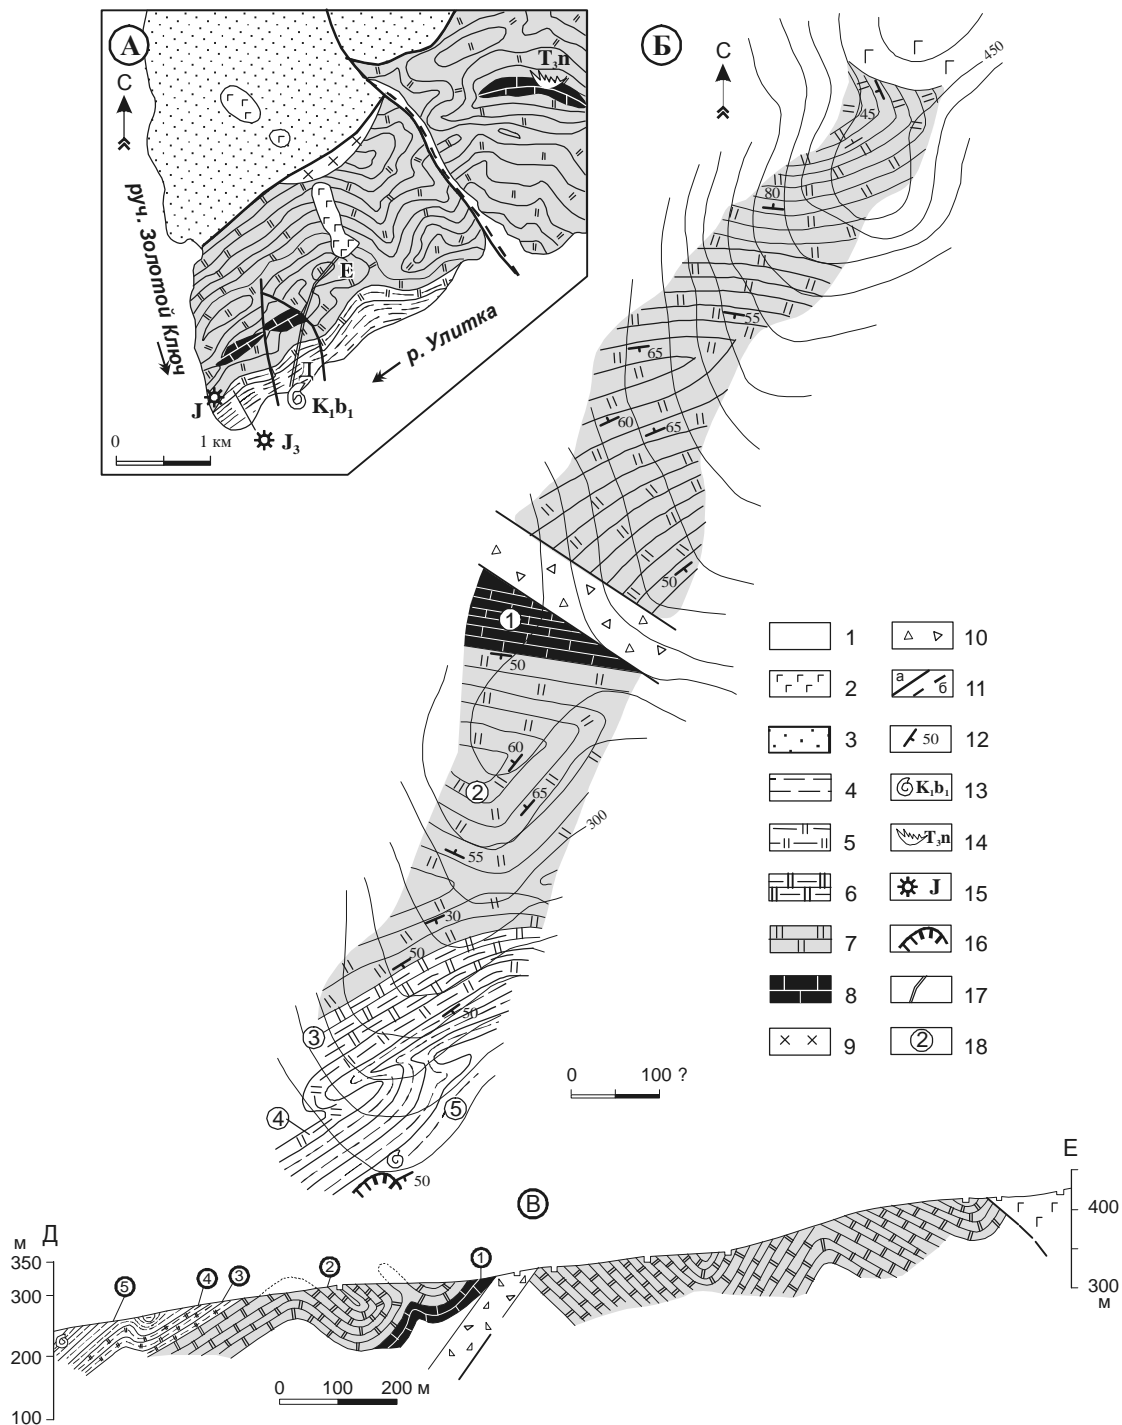 А
С
T₃n
руч. Золотой Ключ
Е
р. Улитка
Д
J
K₁b₁
J₃
0 1 км
Б
С
450
45
80
55
65
60
65
50
1
50
60
2
65
300
55
30
50
3
50
4
5
50
0 100 ?
1
2
3
4
5
6
7
8
9
10
а б 11
50 12
K₁b₁ 13
T₃n 14
J 15
16
17
2 18
В
м Д
350
300
200
100
5
4
3
2
1
Е
400
300
м
0 100 200 м